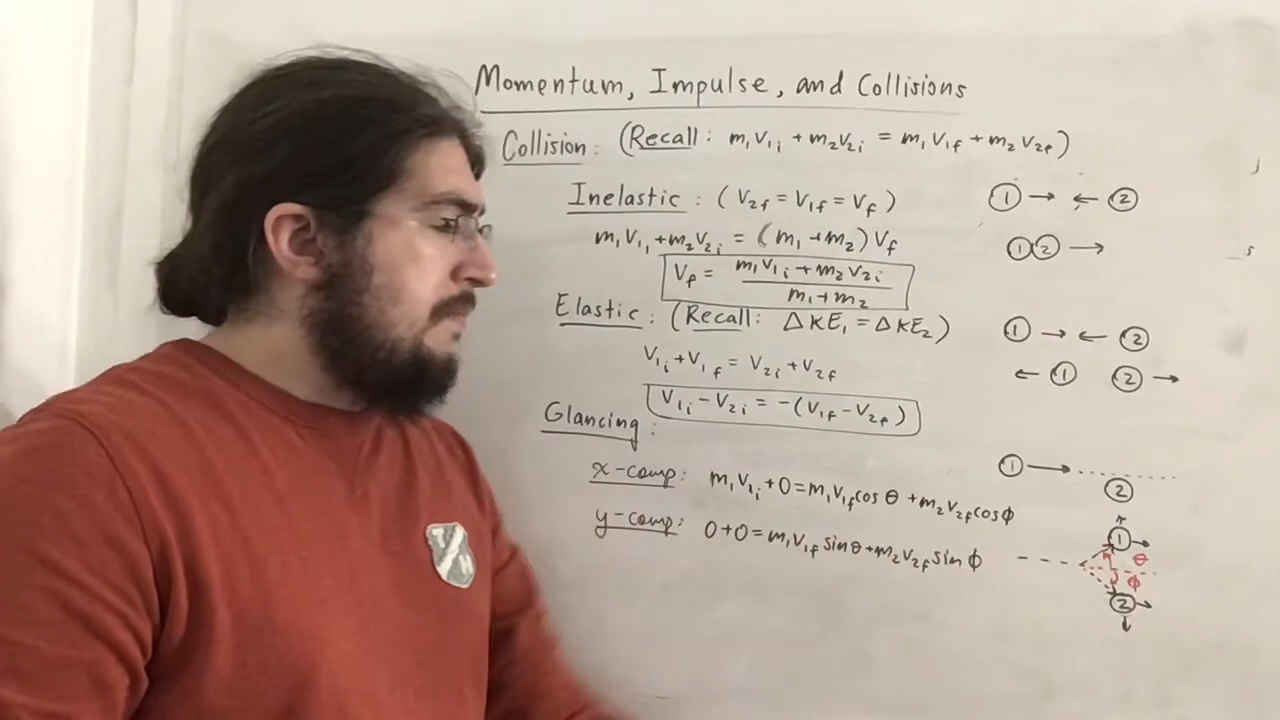 Momentum, Impulse, and Collisions
Collision: (Recall: m₁V₁ᵢ + m₂V₂ᵢ = m₁V₁f + m₂V₂f)
Inelastic: (V₂f = V₁f = Vf)
① → ← ②
m₁V₁ᵢ + m₂V₂ᵢ = (m₁ + m₂) Vf
①② →
Vf = (m₁V₁ᵢ + m₂V₂ᵢ) / (m₁ + m₂)
Elastic: (Recall: ΔKE₁ = ΔKE₂)
① → ← ②
V₁ᵢ + V₁f = V₂ᵢ + V₂f
← ① ② →
V₁ᵢ - V₂ᵢ = -(V₁f - V₂f)
Glancing:
x-comp: m₁V₁ᵢ + 0 = m₁V₁f cos θ + m₂V₂f cos ϕ
① →
②
y-comp: 0 + 0 = m₁V₁f sin θ + m₂V₂f sin ϕ
①
θ
ϕ
②